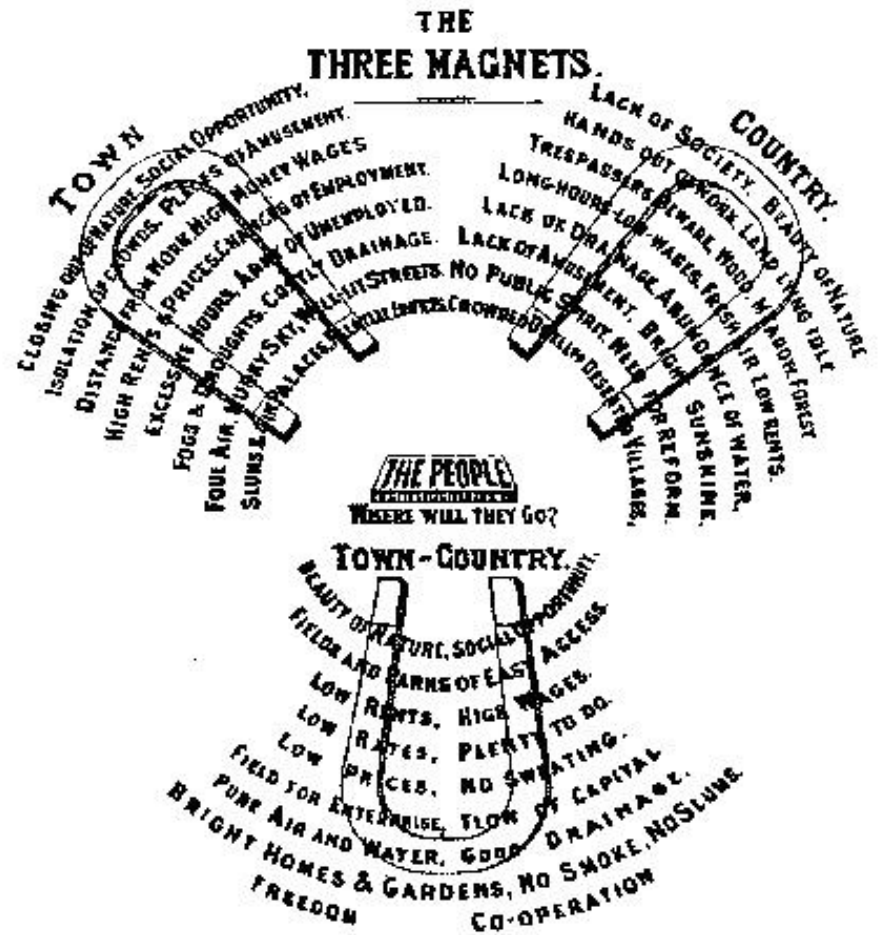 THE
THREE MAGNETS.
TOWN
CLOSING OUT OF NATURE. SOCIAL OPPORTUNITY.
ISOLATION OF CROWDS. PLACES OF AMUSEMENT.
DISTANCE FROM WORK. HIGH MONEY WAGES
HIGH RENTS & PRICES. CHANCES OF EMPLOYMENT.
EXCESSIVE HOURS. ARMY OF UNEMPLOYED.
FOGS & DROUGHTS. COSTLY DRAINAGE.
FOUL AIR, MURKY SKY, WELL-LIT STREETS.
SLUMS & GIN PALACES.
COUNTRY.
LACK OF SOCIETY. BEAUTY OF NATURE
HANDS OUT OF WORK. LAND LYING IDLE
TRESPASSERS BEWARE. WOOD, MEADOW, FOREST
LONG-HOURS-LOW WAGES. FRESH AIR LOW RENTS.
LACK OF DRAINAGE. ABUNDANCE OF WATER,
LACK OF AMUSEMENT. BRIGHT SUNSHINE,
NO PUBLIC SPIRIT. NEED FOR REFORM.
CROWDED DWELLINGS DESERTED VILLAGES,
THE PEOPLE
WHERE WILL THEY GO?
TOWN-COUNTRY.
BEAUTY OF NATURE, SOCIAL OPPORTUNITY.
FIELDS AND PARKS OF EASY ACCESS.
LOW RENTS, HIGH WAGES.
LOW RATES, PLENTY TO DO.
LOW PRICES, NO SWEATING.
FIELD FOR ENTERPRISE, FLOW OF CAPITAL
PURE AIR AND WATER, GOOD DRAINAGE.
BRIGHT HOMES & GARDENS, NO SMOKE, NO SLUMS.
FREEDOM CO-OPERATION